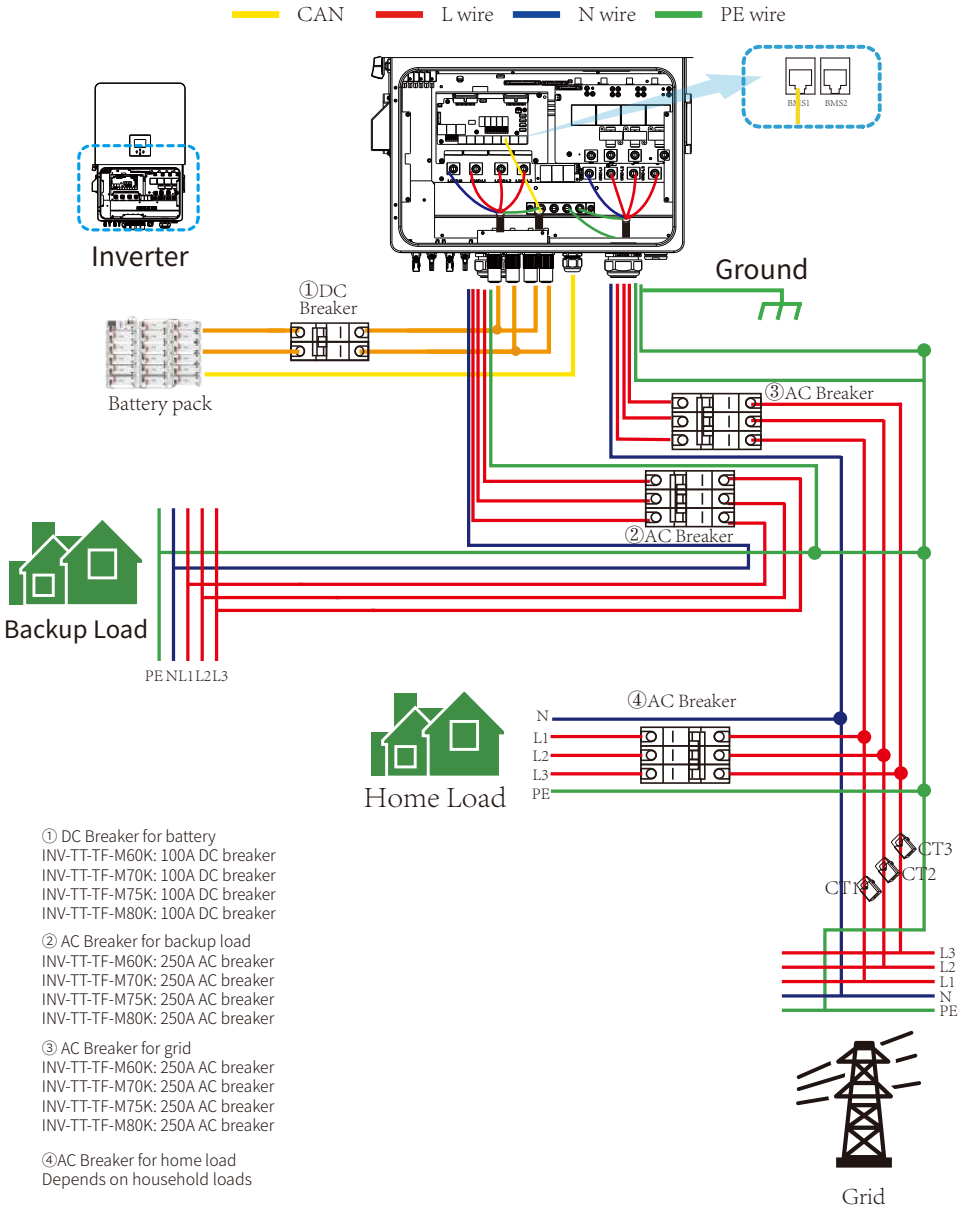 CAN
L wire
N wire
PE wire
BMS1
BMS2
Inverter
Ground
①DC
Breaker
Battery pack
③AC Breaker
②AC Breaker
Backup Load
PE N L1 L2 L3
④AC Breaker
N
L1
L2
L3
PE
Home Load
① DC Breaker for battery
INV-TT-TF-M60K: 100A DC breaker
INV-TT-TF-M70K: 100A DC breaker
INV-TT-TF-M75K: 100A DC breaker
INV-TT-TF-M80K: 100A DC breaker
② AC Breaker for backup load
INV-TT-TF-M60K: 250A AC breaker
INV-TT-TF-M70K: 250A AC breaker
INV-TT-TF-M75K: 250A AC breaker
INV-TT-TF-M80K: 250A AC breaker
③ AC Breaker for grid
INV-TT-TF-M60K: 250A AC breaker
INV-TT-TF-M70K: 250A AC breaker
INV-TT-TF-M75K: 250A AC breaker
INV-TT-TF-M80K: 250A AC breaker
④AC Breaker for home load
Depends on household loads
CT3
CT2
CT1
L3
L2
L1
N
PE
Grid